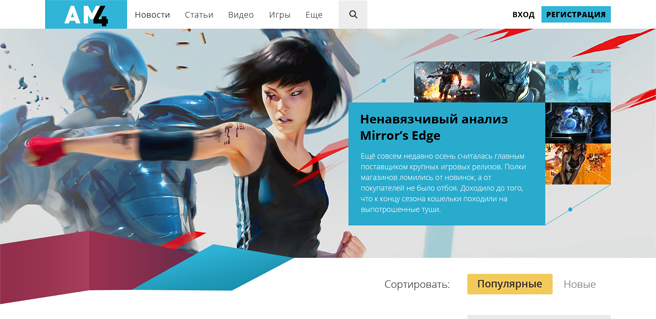 AM4
Новости Статьи Видео Игры Еще
ВХОД РЕГИСТРАЦИЯ
Ненавязчивый анализ
Mirror's Edge
Ещё совсем недавно осень считалась главным
поставщиком крупных игровых релизов. Полки
магазинов ломились от новинок, а от
покупателей не было отбоя. Доходило до того,
что к концу сезона кошельки походили на
выпотрошенные туши.
Сортировать: Популярные Новые